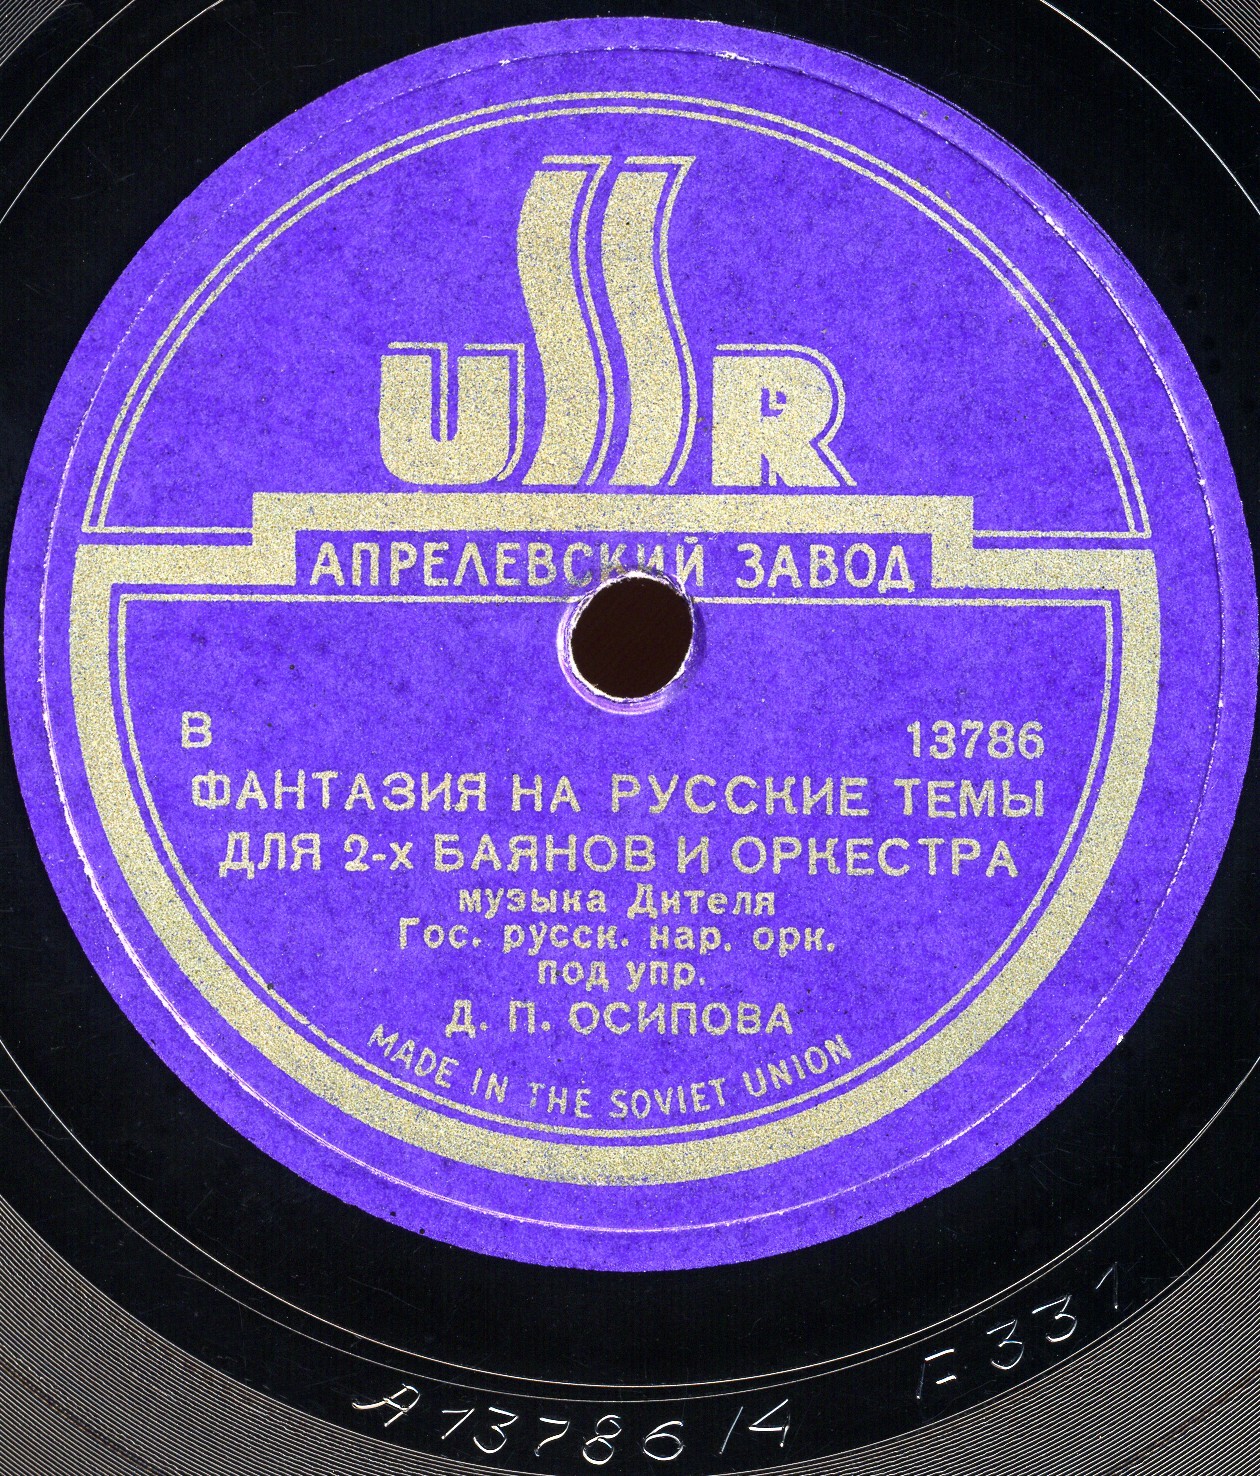 USSR
АПРЕЛЕВСКИЙ ЗАВОД
В 13786
ФАНТАЗИЯ НА РУССКИЕ ТЕМЫ
ДЛЯ 2-х БАЯНОВ И ОРКЕСТРА
музыка Дителя
Гос. русск. нар. орк.
под упр.
Д. П. ОСИПОВА
MADE IN THE SOVIET UNION
A 13786/4 F 331